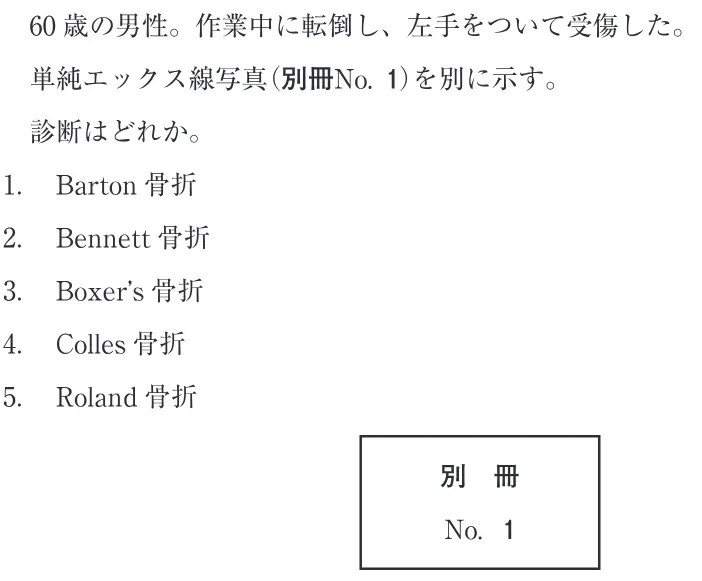 60 歳の男性。作業中に転倒し、左手をついて受傷した。
単純エックス線写真(別冊No. 1)を別に示す。
診断はどれか。
1. Barton 骨折
2. Bennett 骨折
3. Boxer’s 骨折
4. Colles 骨折
5. Roland 骨折
別 冊
No. 1